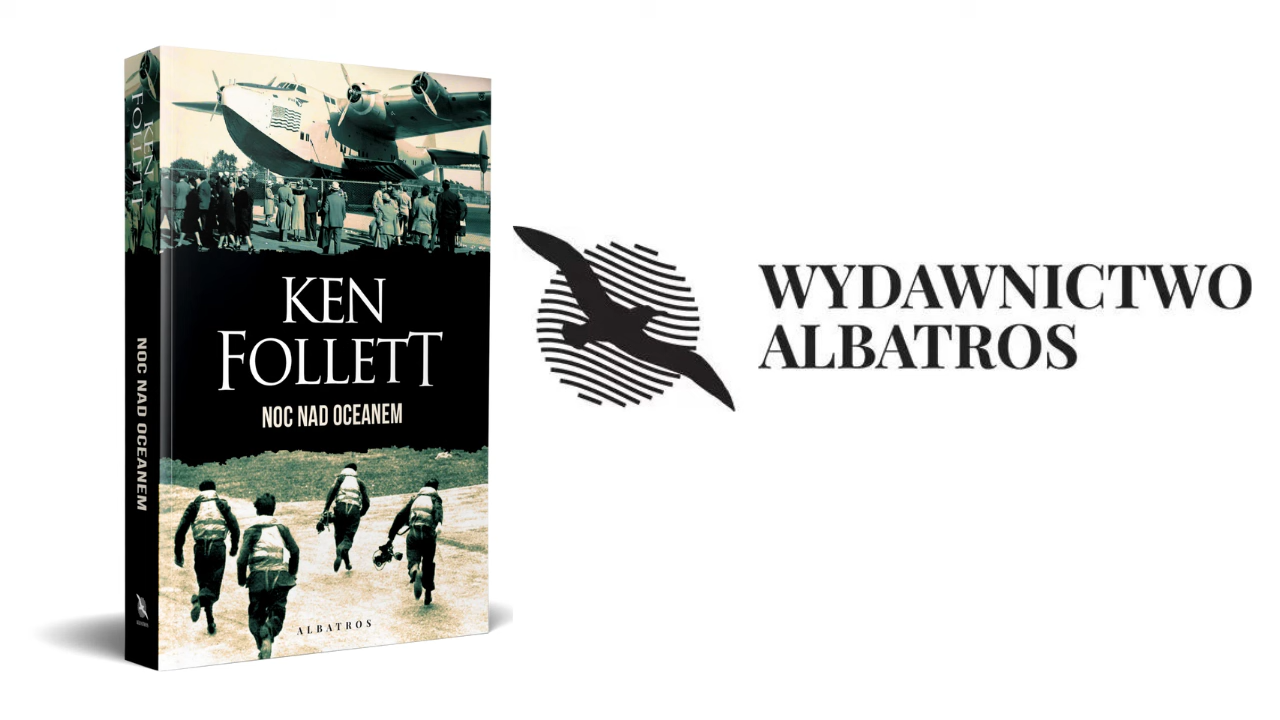 KEN
FOLLETT
NOC NAD OCEANEM
KEN
FOLLETT
NOC NAD OCEANEM
ALBATROS
WYDAWNICTWO
ALBATROS